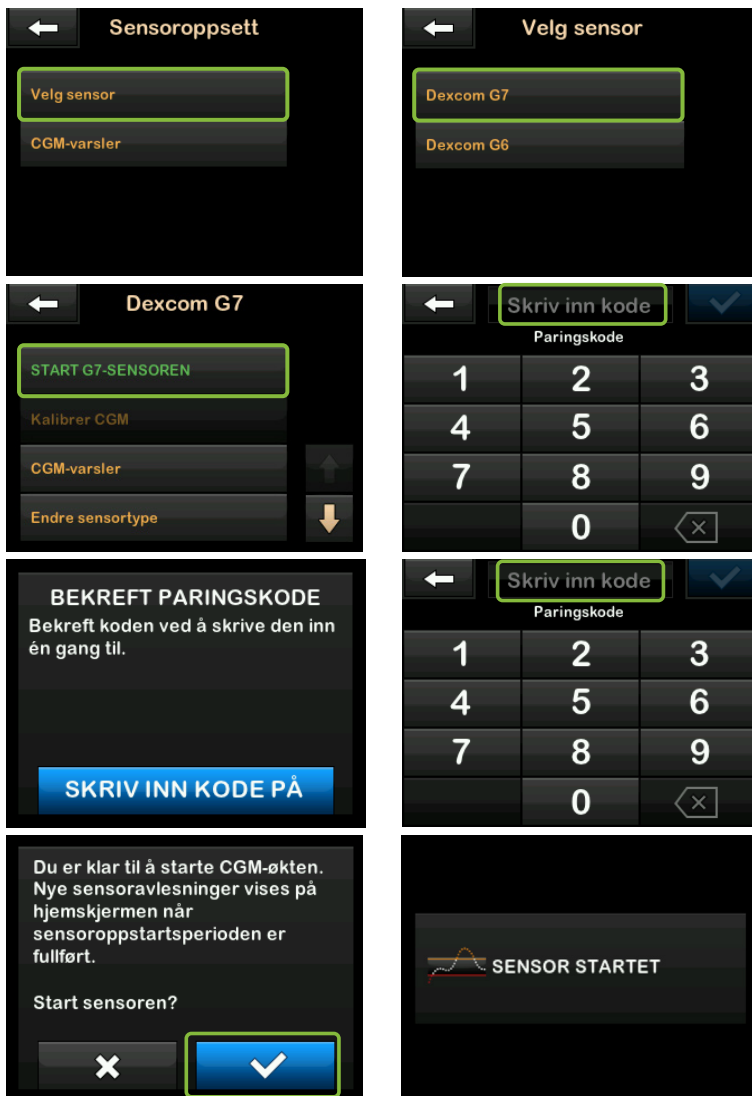 Sensoroppsett
Velg sensor
CGM-varsler
Velg sensor
Dexcom G7
Dexcom G6
Dexcom G7
START G7-SENSOREN
Kalibrer CGM
CGM-varsler
Endre sensortype
Skriv inn kode
Paringskode
1 2 3
4 5 6
7 8 9
0
BEKREFT PARINGSKODE
Bekreft koden ved å skrive den inn
én gang til.
SKRIV INN KODE PÅ
Skriv inn kode
Paringskode
1 2 3
4 5 6
7 8 9
0
Du er klar til å starte CGM-økten.
Nye sensoravlesninger vises på
hjemskjermen når
sensoroppstartsperioden er
fullført.
Start sensoren?
SENSOR STARTET